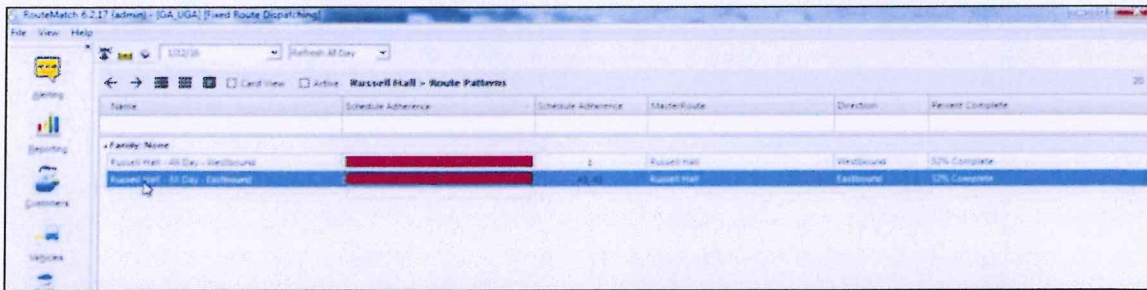 RouteMatch 6.2.17 (admin) - [GA_UGA] [Fixed Route Dispatching]
File View Help
1/22/16 Refresh All Day
Card View Active Russell Hall > Route Patterns
Name Schedule Adherence Schedule Adherence MasterRoute Direction Percent Complete
Family: None
Russell Hall - All Day - Westbound Russell Hall Westbound 52% Complete
Russell Hall - All Day - Eastbound Russell Hall Eastbound 52% Complete
Alerting
Reporting
Customers
Vehicles